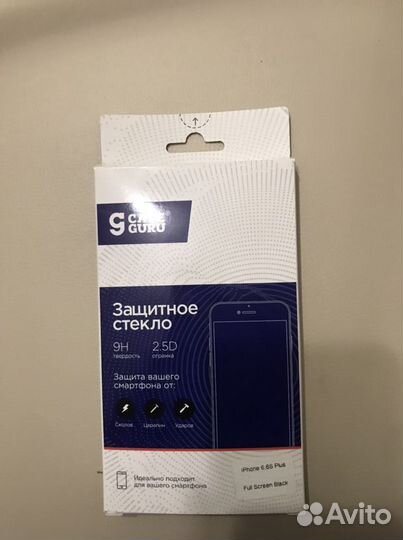 CASE
GURU
Защитное
стекло
9H
твердость
2.5D
огранка
Защита вашего
смартфона от:
Сколов
Царапин
Ударов
Идеально подходит
для вашего смартфона
iPhone 6,6S Plus
Full Screen Black
Avito